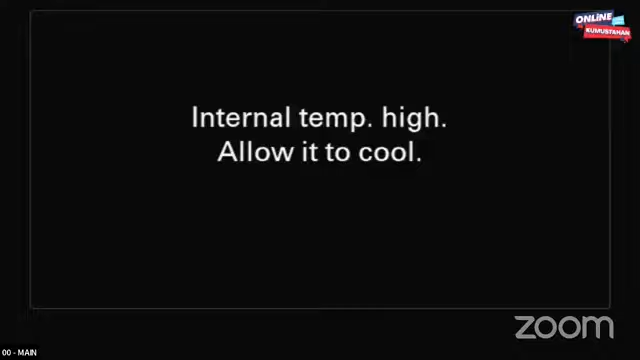 ONLINE
KUMUSTAHAN
Internal temp. high.
Allow it to cool.
zoom
00 - MAIN